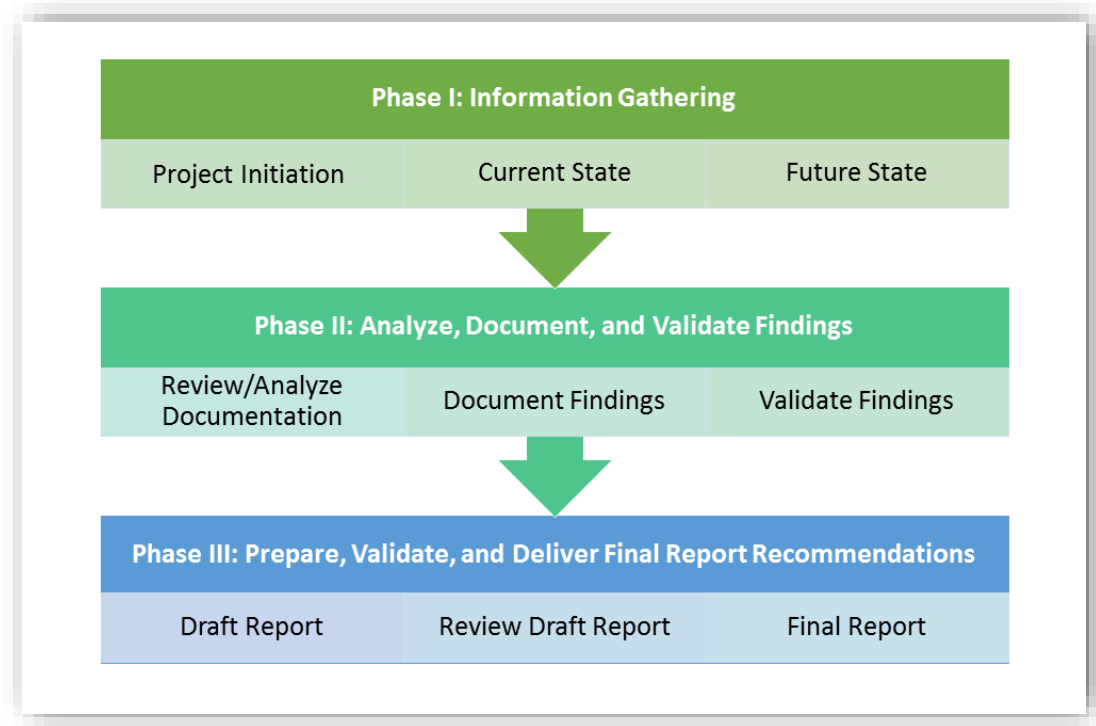 Phase I: Information Gathering
Project Initiation
Current State
Future State
Phase II: Analyze, Document, and Validate Findings
Review/Analyze
Documentation
Document Findings
Validate Findings
Phase III: Prepare, Validate, and Deliver Final Report Recommendations
Draft Report
Review Draft Report
Final Report